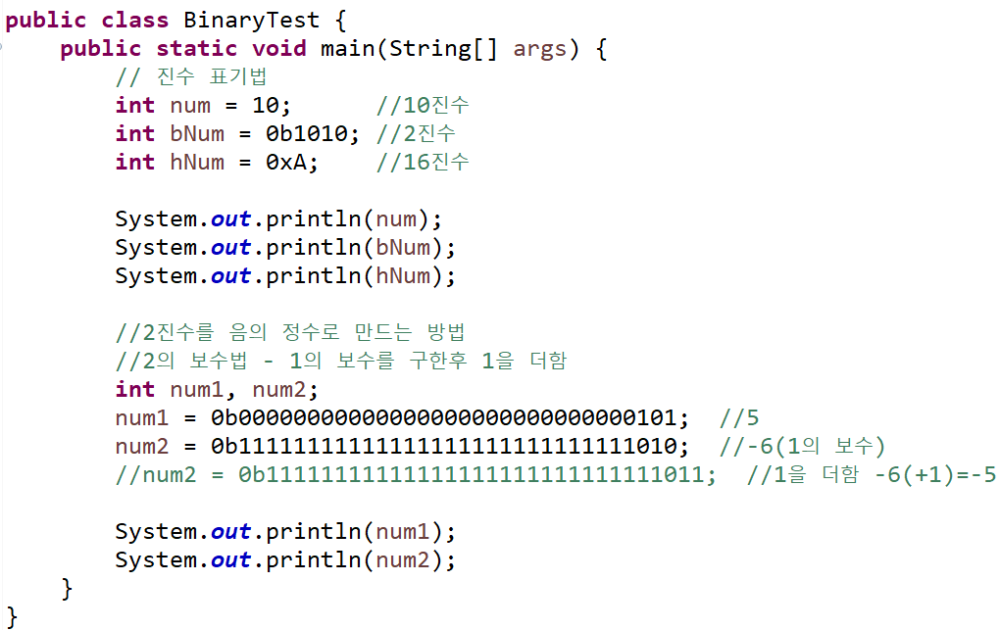 public class BinaryTest {
public static void main(String[] args) {
// 진수 표기법
int num = 10;      //10진수
int bNum = 0b1010; //2진수
int hNum = 0xA;    //16진수
System.out.println(num);
System.out.println(bNum);
System.out.println(hNum);
//2진수를 음의 정수로 만드는 방법
//2의 보수법 - 1의 보수를 구한후 1을 더함
int num1, num2;
num1 = 0b00000000000000000000000000000101;  //5
num2 = 0b11111111111111111111111111111010;  //-6(1의 보수)
//num2 = 0b11111111111111111111111111111011;  //1을 더함 -6(+1)=-5
System.out.println(num1);
System.out.println(num2);
}
}